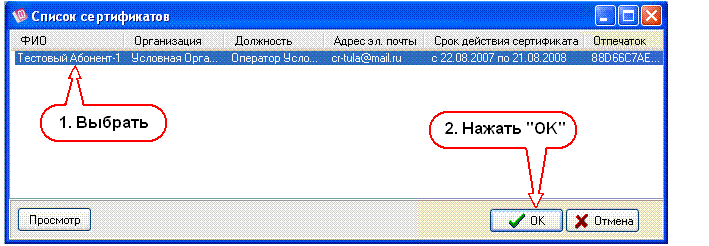 Список сертификатов
ФИО Организация Должность Адрес эл. почты Срок действия сертификата Отпечаток
Тестовый Абонент-1 Условная Орга... Оператор Усло... cr-tula@mail.ru с 22.08.2007 по 21.08.2008 88D66C7AE...
1. Выбрать
2. Нажать "ОК"
Просмотр
OK
Отмена